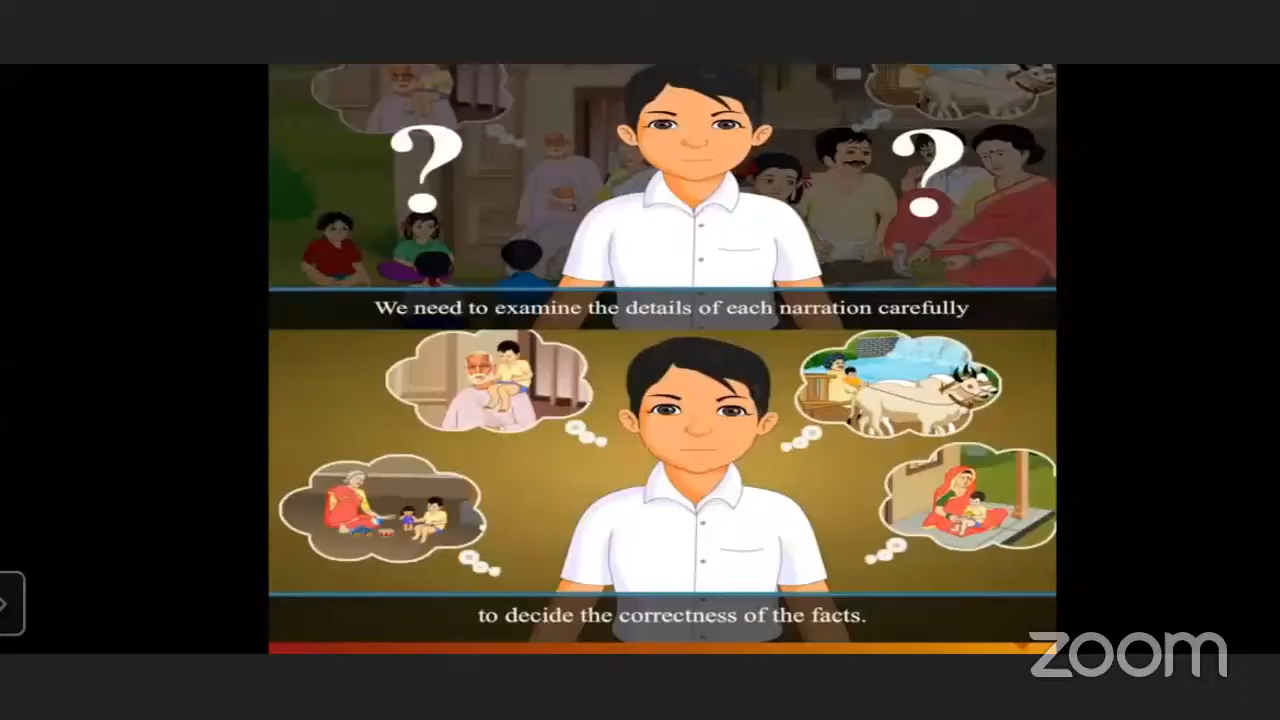 ?
?
We need to examine the details of each narration carefully
to decide the correctness of the facts.
zoom